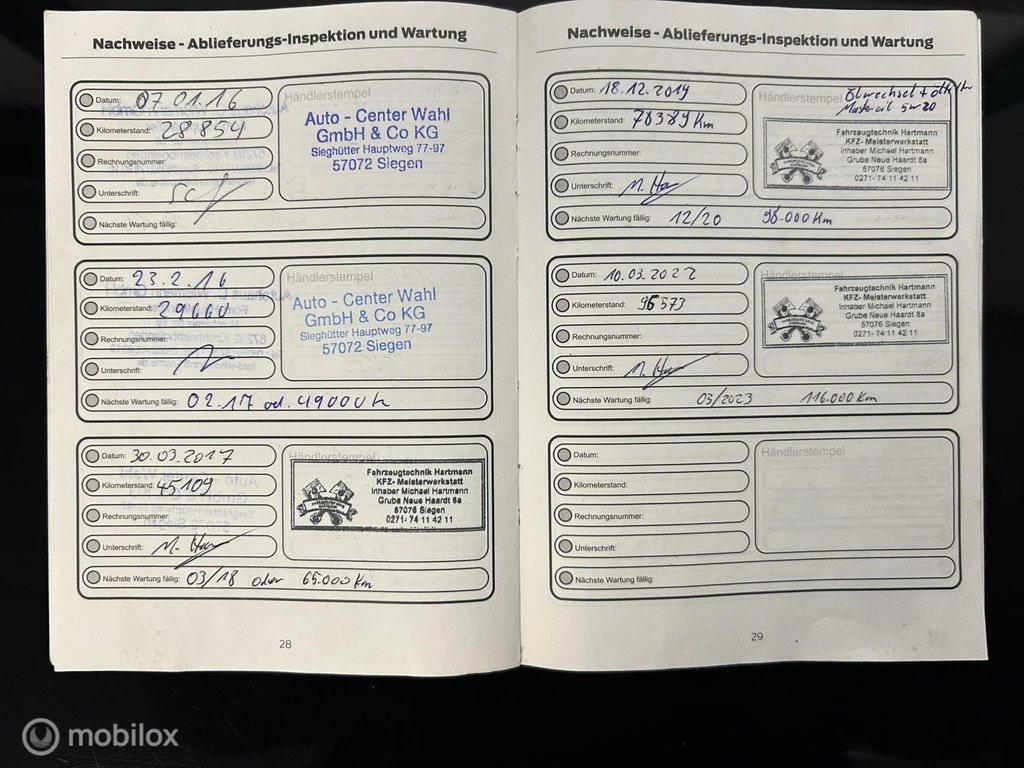 Nachweise - Ablieferungs-Inspektion und Wartung
Datum: 07 01.16
Kilometerstand: 28854
Rechnungsnummer:
Unterschrift:
Nächste Wartung fällig:
Händlerstempel
Auto - Center Wahl
GmbH & Co KG
Sieghütter Hauptweg 77-97
57072 Siegen
Datum: 23.2.16
Kilometerstand: 29660
Rechnungsnummer:
Unterschrift:
Nächste Wartung fällig: 02.17 od. 49000 k
Händlerstempel
Auto - Center Wahl
GmbH & Co KG
Sieghütter Hauptweg 77-97
57072 Siegen
Datum: 30.03.2017
Kilometerstand: 45109
Rechnungsnummer:
Unterschrift: M. Har
Nächste Wartung fällig: 03/18 oder 65.000 Km
Händlerstempel
Fahrzeugtechnik Hartmann
KFZ- Meisterwerkstatt
Inhaber Michael Hartmann
Grube Neue Haardt 8a
57076 Siegen
0271- 74 11 42 11
28
Nachweise - Ablieferungs-Inspektion und Wartung
Datum: 18.12.2019
Kilometerstand: 78389 Km
Rechnungsnummer:
Unterschrift: M. Har
Nächste Wartung fällig: 12/20 98.000 Km
Händlerstempel
Ölwechsel + Ölfilter
Material 5W20
Fahrzeugtechnik Hartmann
KFZ- Meisterwerkstatt
Inhaber Michael Hartmann
Grube Neue Haardt 8a
57076 Siegen
0271- 74 11 42 11
Datum: 10.03.2022
Kilometerstand: 96573
Rechnungsnummer:
Unterschrift: M. Har
Nächste Wartung fällig: 03/2023 116.000 Km
Händlerstempel
Fahrzeugtechnik Hartmann
KFZ- Meisterwerkstatt
Inhaber Michael Hartmann
Grube Neue Haardt 8a
57076 Siegen
0271- 74 11 42 11
Datum:
Kilometerstand:
Rechnungsnummer:
Unterschrift:
Nächste Wartung fällig:
Händlerstempel
29
mobilox